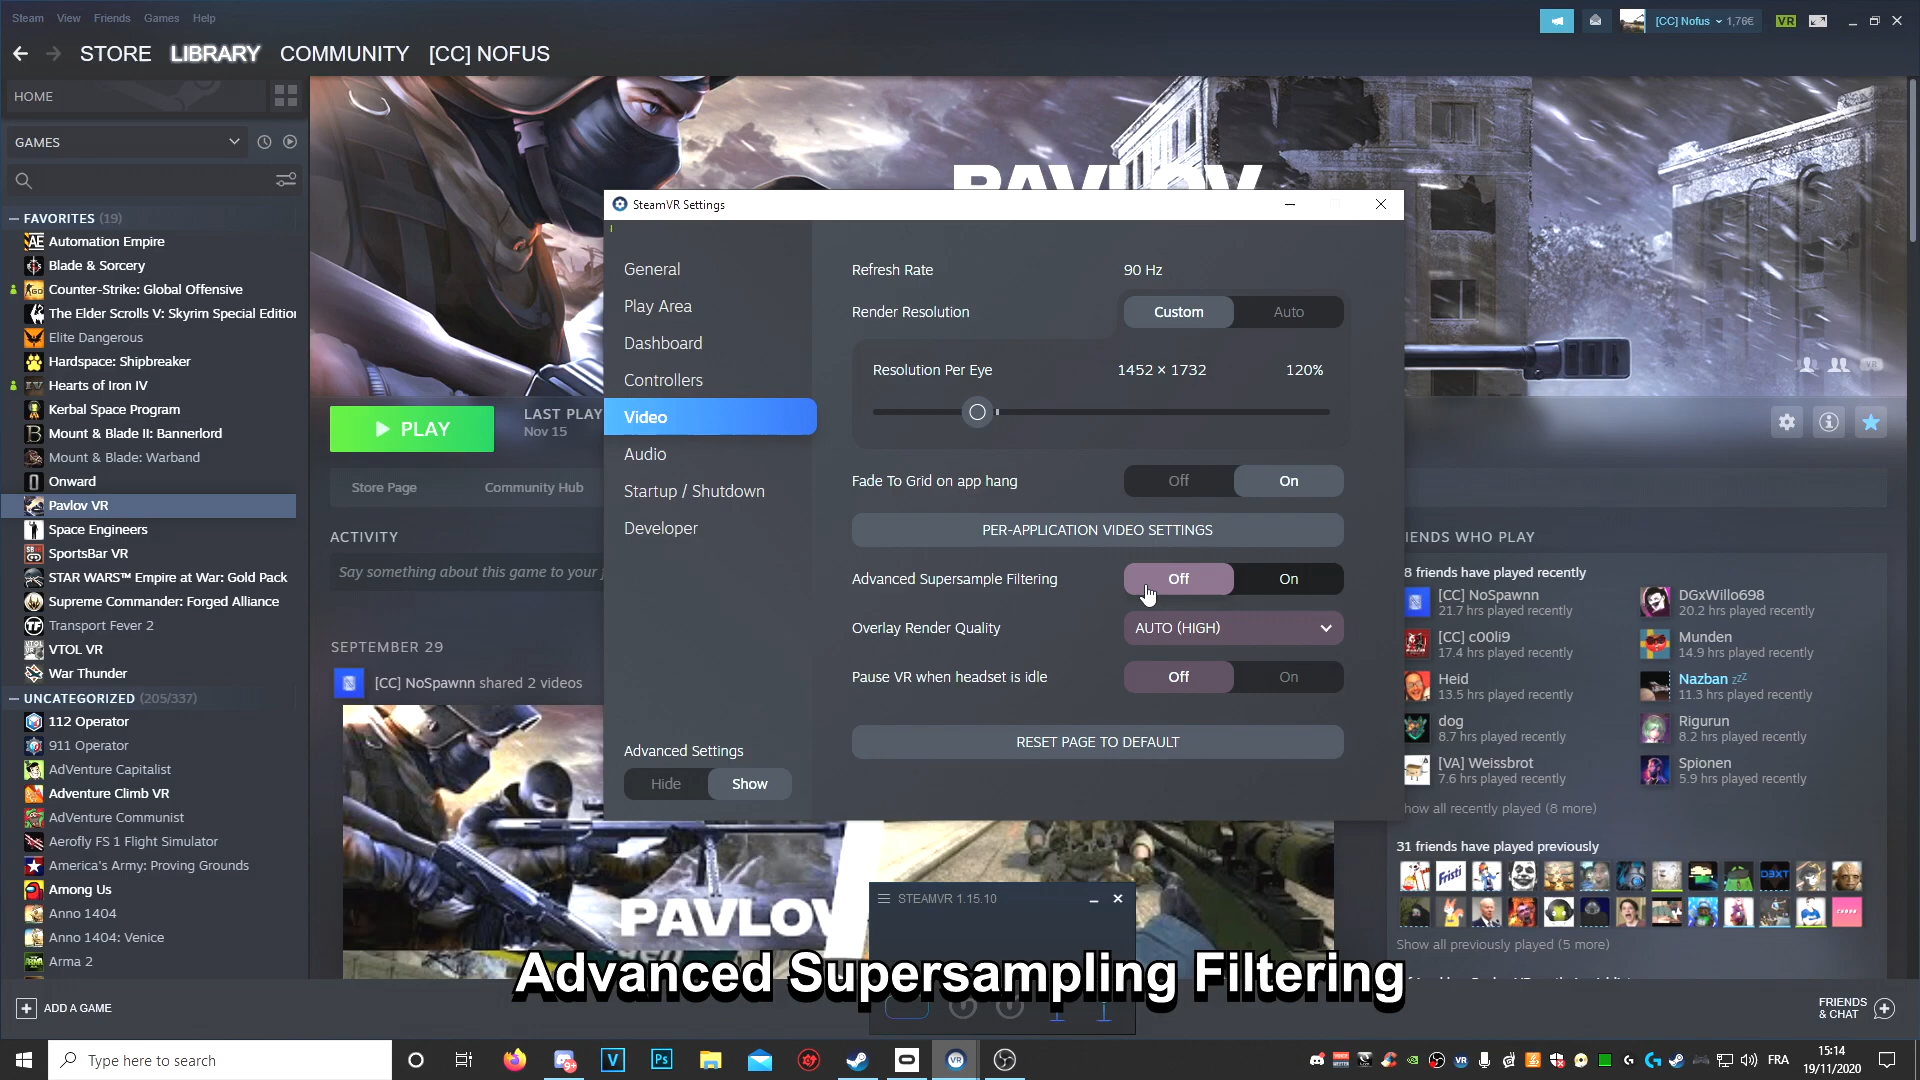 Steam View Friends Games Help
[CC] Nofus 1,76€
VR
STORE LIBRARY COMMUNITY [CC] NOFUS
HOME
GAMES
FAVORITES (19)
Automation Empire
Blade & Sorcery
Counter-Strike: Global Offensive
The Elder Scrolls V: Skyrim Special Editior
Elite Dangerous
Hardspace: Shipbreaker
Hearts of Iron IV
Kerbal Space Program
Mount & Blade II: Bannerlord
Mount & Blade: Warband
Onward
Pavlov VR
Space Engineers
SportsBar VR
STAR WARS™ Empire at War: Gold Pack
Supreme Commander: Forged Alliance
Transport Fever 2
VTOL VR
War Thunder
UNCATEGORIZED (205/337)
112 Operator
911 Operator
AdVenture Capitalist
Adventure Climb VR
AdVenture Communist
Aerofly FS 1 Flight Simulator
America's Army: Proving Grounds
Among Us
Anno 1404
Anno 1404: Venice
Arma 2
ADD A GAME
PAVLOV
PLAY
LAST PLAY
Nov 15
Store Page Community Hub
ACTIVITY
Say something about this game to your f
SEPTEMBER 29
[CC] NoSpawnn shared 2 videos
PAVLOV
SteamVR Settings
General
Play Area
Dashboard
Controllers
Video
Audio
Startup / Shutdown
Developer
Advanced Settings
Hide Show
Refresh Rate 90 Hz
Render Resolution Custom Auto
Resolution Per Eye 1452 × 1732 120%
Fade To Grid on app hang Off On
PER-APPLICATION VIDEO SETTINGS
Advanced Supersample Filtering Off On
Overlay Render Quality AUTO (HIGH)
Pause VR when headset is idle Off On
RESET PAGE TO DEFAULT
STEAMVR 1.15.10
IENDS WHO PLAY
8 friends have played recently
[CC] NoSpawnn
21.7 hrs played recently
DGxWillo698
20.2 hrs played recently
[CC] c00li9
17.4 hrs played recently
Munden
14.9 hrs played recently
Heid
13.5 hrs played recently
Nazban zzZ
11.3 hrs played recently
dog
8.7 hrs played recently
Rigurun
8.2 hrs played recently
[VA] Weissbrot
7.6 hrs played recently
Spionen
5.9 hrs played recently
how all recently played (8 more)
31 friends have played previously
Show all previously played (5 more)
Advanced Supersampling Filtering
FRIENDS
& CHAT
Type here to search
FRA
15:14
19/11/2020